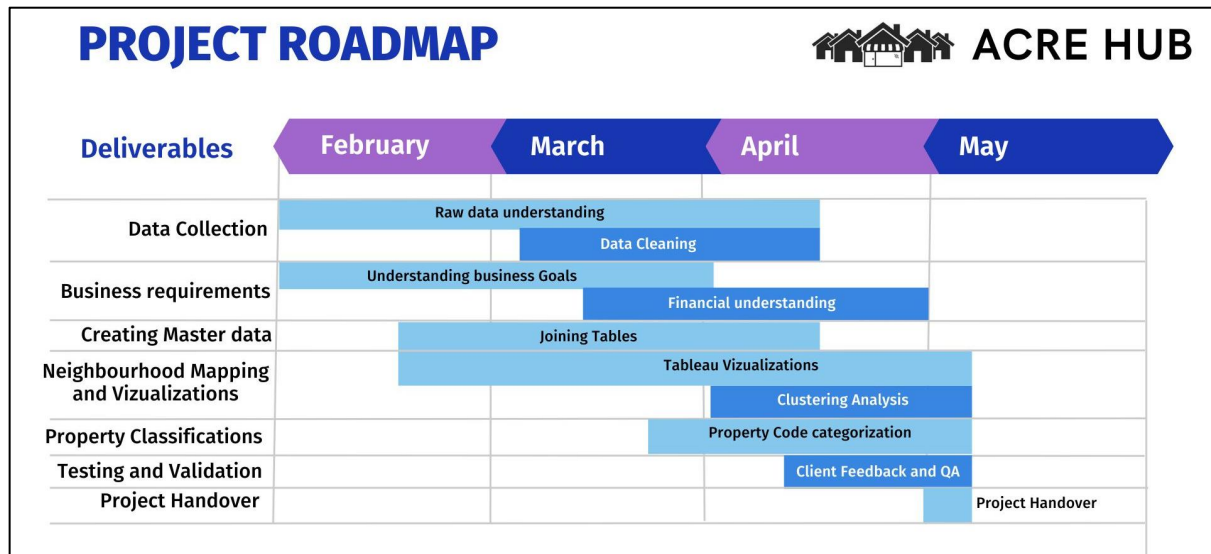 PROJECT ROADMAP
ACRE HUB
Deliverables
February
March
April
May
Data Collection
Raw data understanding
Data Cleaning
Business requirements
Understanding business Goals
Financial understanding
Creating Master data
Joining Tables
Neighbourhood Mapping
and Vizualizations
Tableau Vizualizations
Clustering Analysis
Property Classifications
Property Code categorization
Testing and Validation
Client Feedback and QA
Project Handover
Project Handover